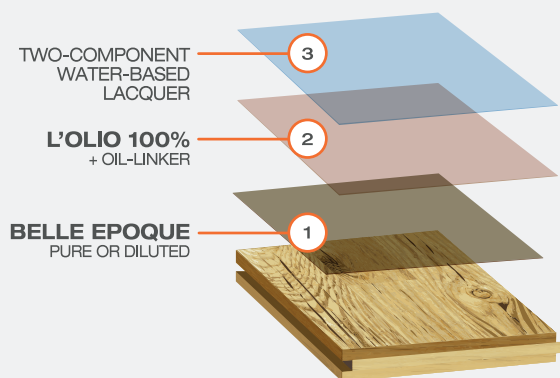 TWO-COMPONENT
WATER-BASED
LACQUER
3
L'OLIO 100%
+ OIL-LINKER
2
BELLE EPOQUE
PURE OR DILUTED
1